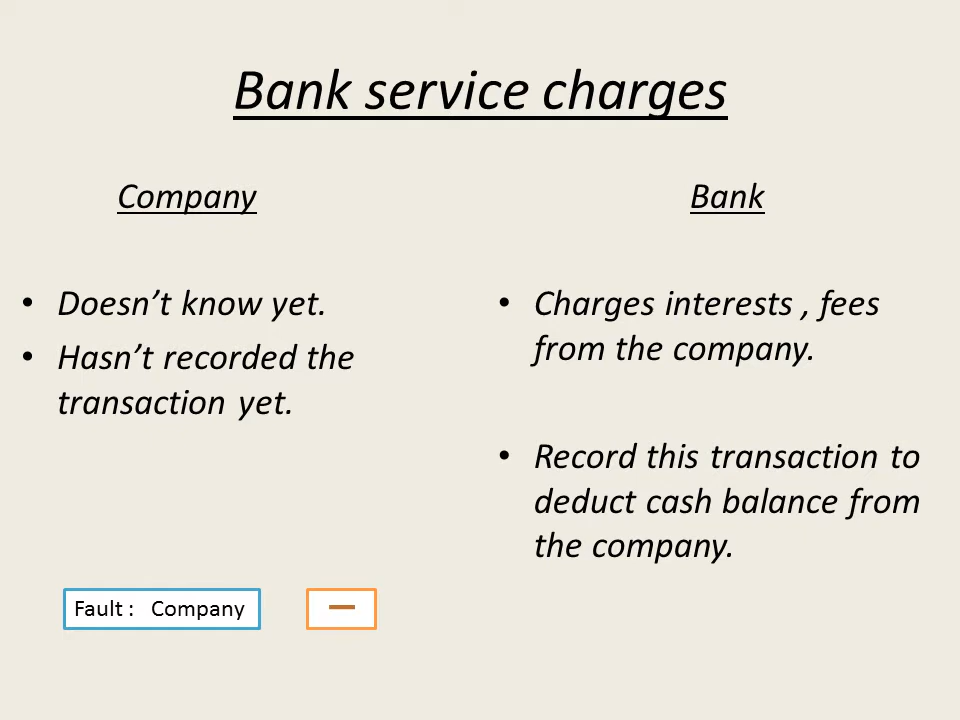 Bank service charges
Company
• Doesn’t know yet.
• Hasn’t recorded the
transaction yet.
Bank
• Charges interests , fees
from the company.
• Record this transaction to
deduct cash balance from
the company.
Fault : Company
–